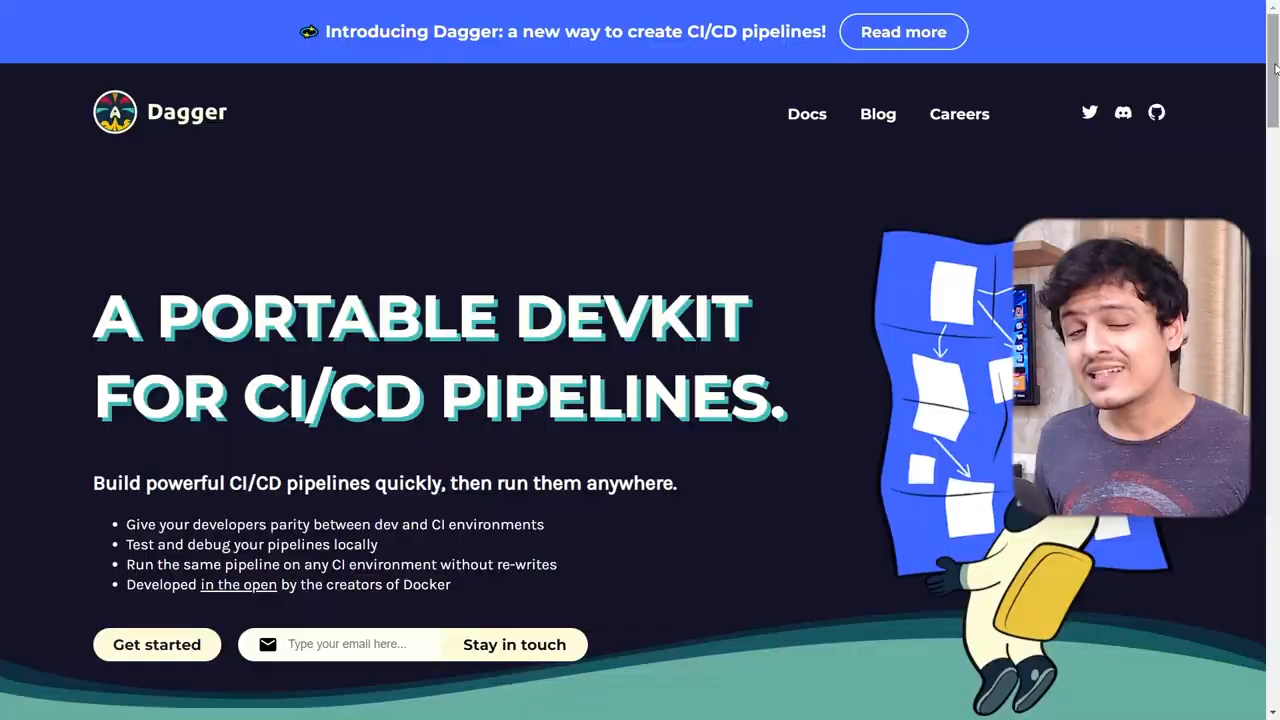 Introducing Dagger: a new way to create CI/CD pipelines!
Read more
Dagger
Docs
Blog
Careers
A PORTABLE DEVKIT
FOR CI/CD PIPELINES.
Build powerful CI/CD pipelines quickly, then run them anywhere.
Give your developers parity between dev and CI environments
Test and debug your pipelines locally
Run the same pipeline on any CI environment without re-writes
Developed in the open by the creators of Docker
Get started
Type your email here...
Stay in touch